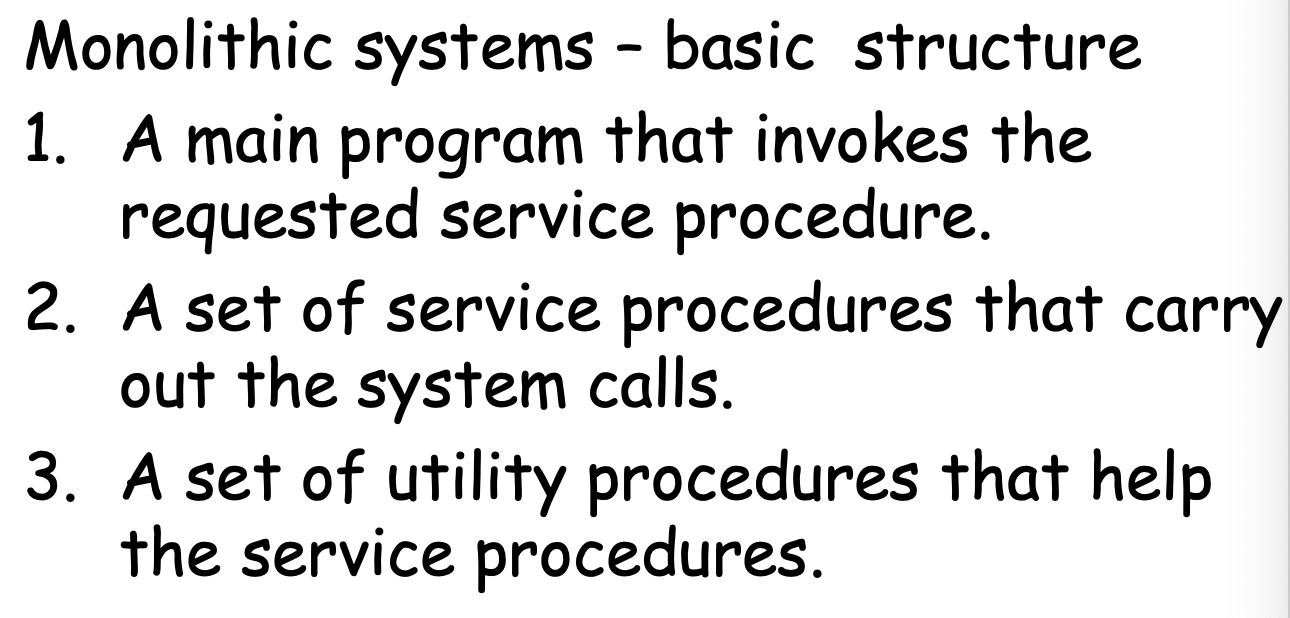 Monolithic systems – basic structure
1. A main program that invokes the
requested service procedure.
2. A set of service procedures that carry
out the system calls.
3. A set of utility procedures that help
the service procedures.